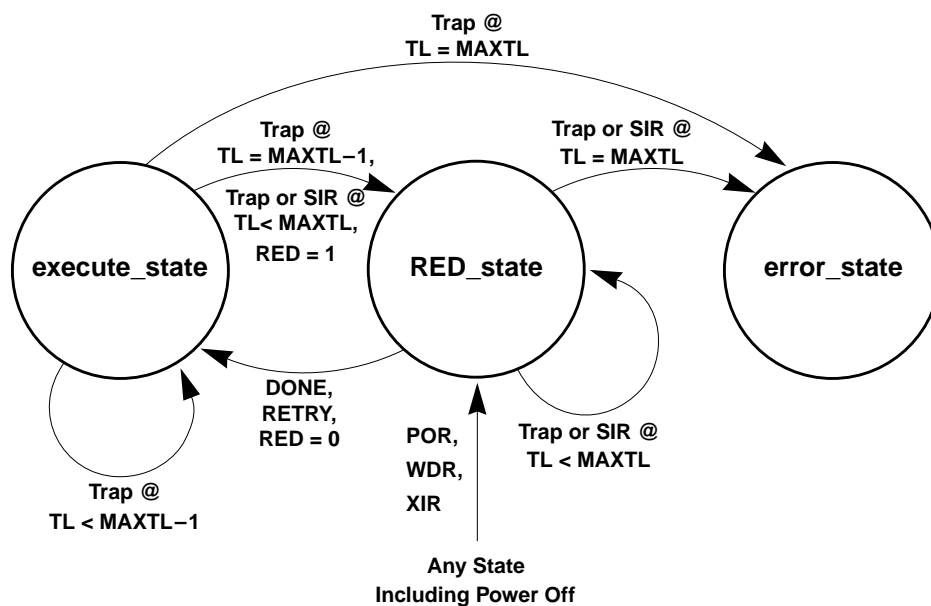 Trap @
TL = MAXTL
Trap @
TL = MAXTL−1,
Trap or SIR @
TL< MAXTL,
RED = 1
Trap or SIR @
TL = MAXTL
execute_state
RED_state
error_state
DONE,
RETRY,
RED = 0
POR,
WDR,
XIR
Trap or SIR @
TL < MAXTL
Trap @
TL < MAXTL−1
Any State
Including Power Off